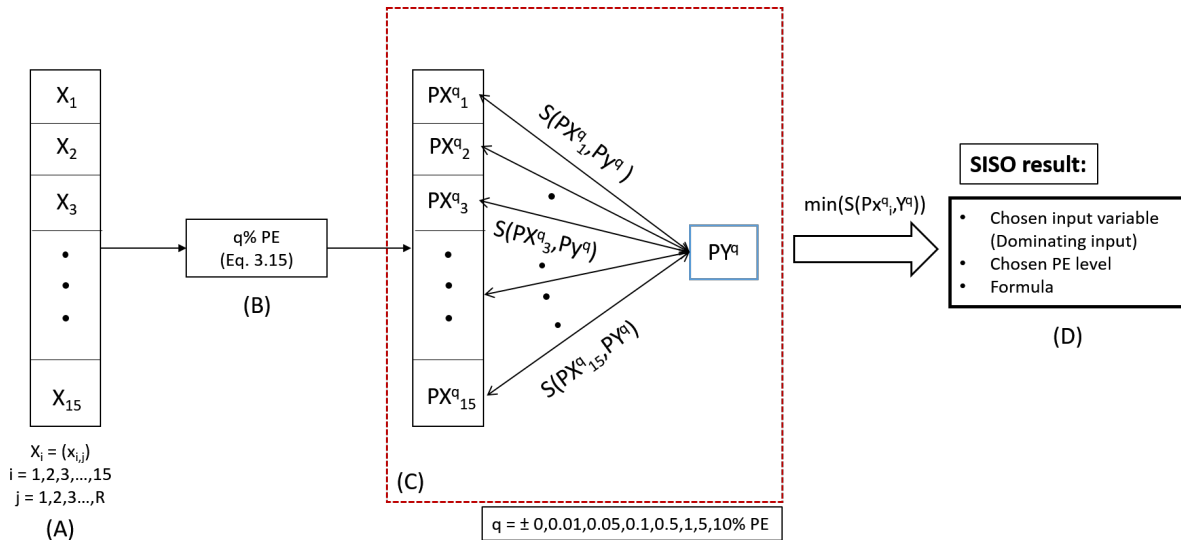 X1
X2
X3
X15
Xi = (xi,j)
i = 1,2,3,...,15
j = 1,2,3...,R
(A)
q% PE
(Eq. 3.15)
(B)
PXq1
PXq2
PXq3
PXq15
S(PXq1,Pyq )
S(PXq3,Pyq)
S(PXq15,PYq)
PYq
(C)
q = ± 0,0.01,0.05,0.1,0.5,1,5,10% PE
min(S(Pxqi,Yq))
SISO result:
• Chosen input variable
(Dominating input)
• Chosen PE level
• Formula
(D)